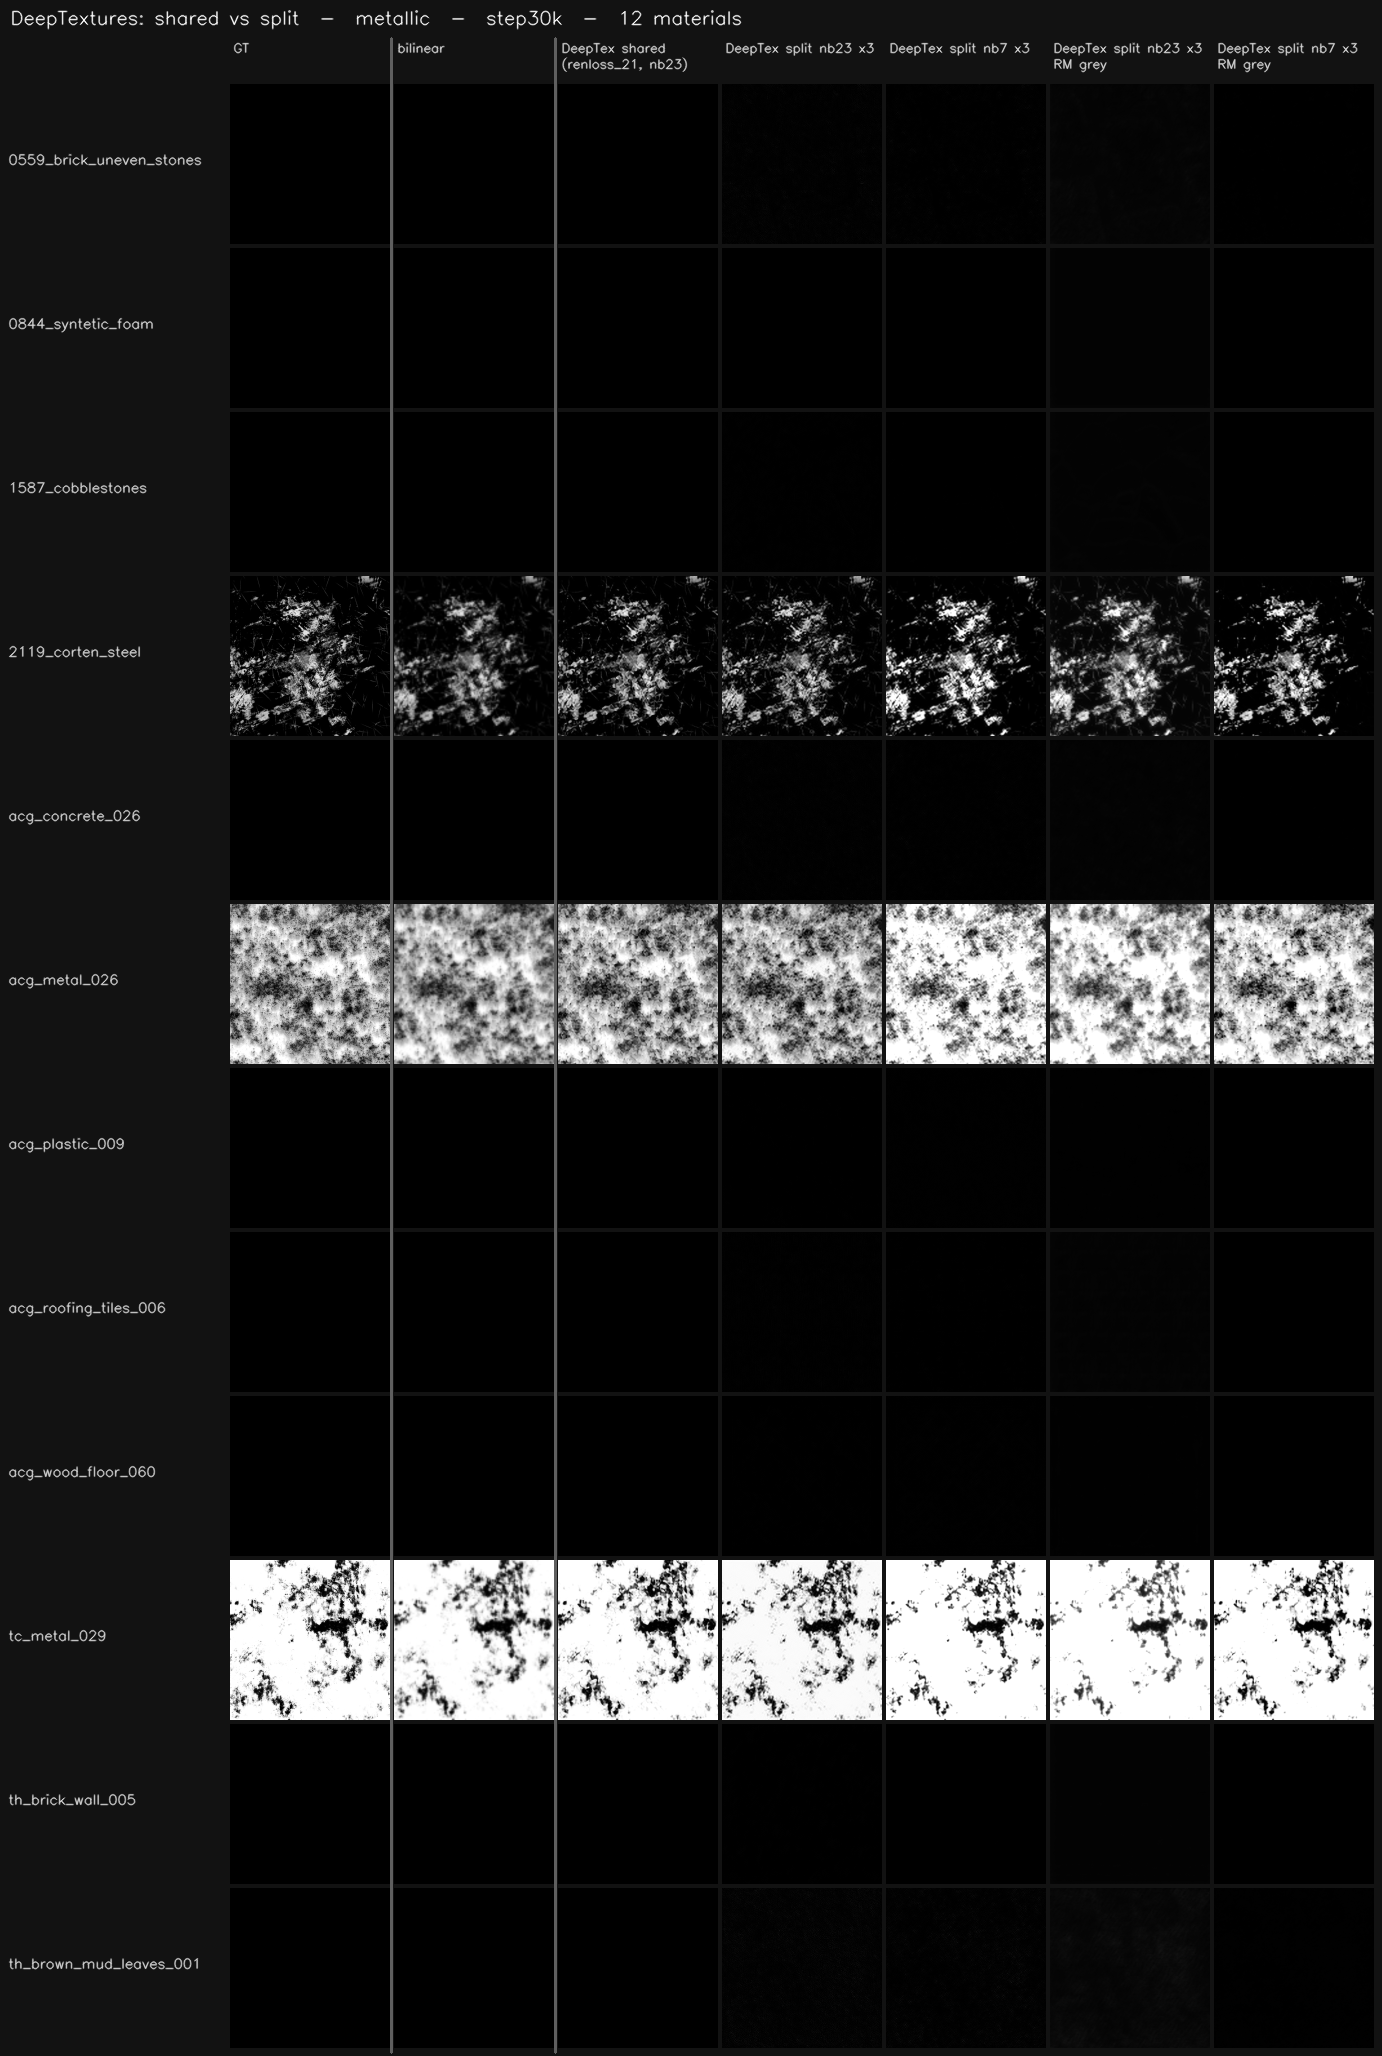 DeepTextures: shared vs split – metallic – step30k – 12 materials
GT
bilinear
DeepTex shared
(renloss_21, nb23)
DeepTex split nb23 x3
DeepTex split nb7 x3
DeepTex split nb23 x3
RM grey
DeepTex split nb7 x3
RM grey
0559_brick_uneven_stones
0844_syntetic_foam
1587_cobblestones
2119_corten_steel
acg_concrete_026
acg_metal_026
acg_plastic_009
acg_roofing_tiles_006
acg_wood_floor_060
tc_metal_029
th_brick_wall_005
th_brown_mud_leaves_001